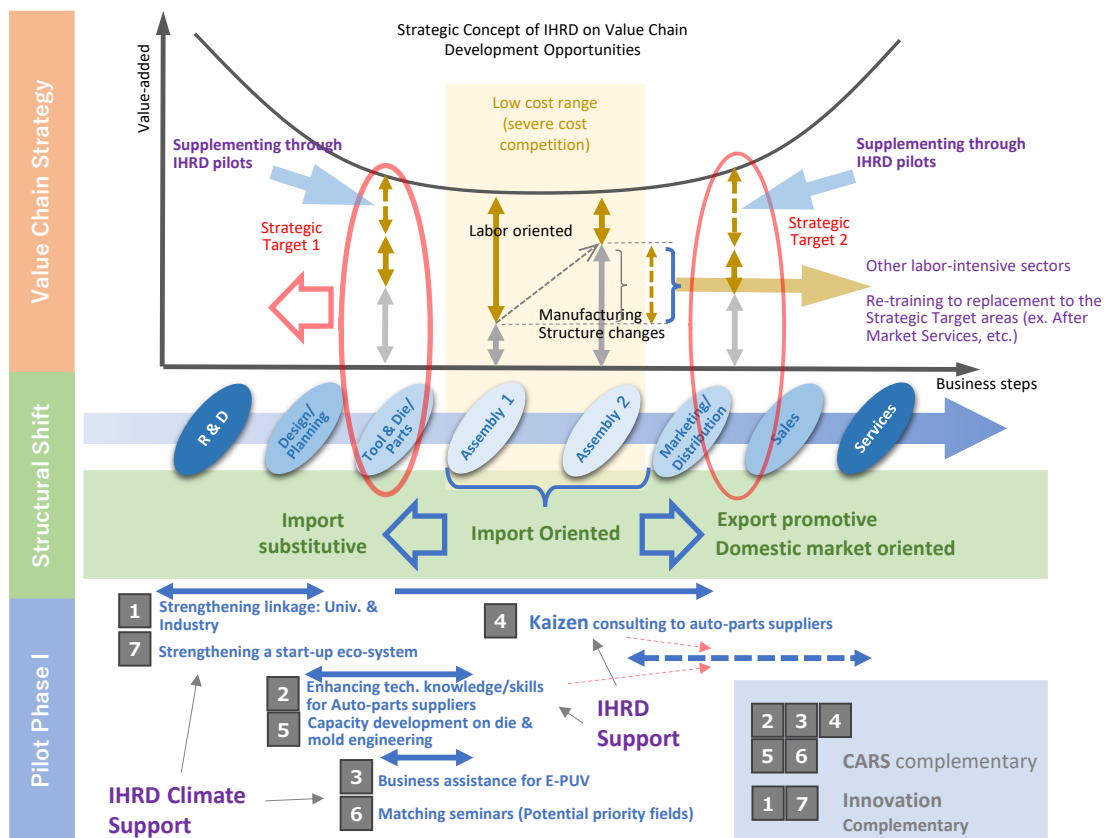 Value Chain Strategy
Value-added
Strategic Concept of IHRD on Value Chain
Development Opportunities
Low cost range
(severe cost
competition)
Supplementing through
IHRD pilots
Supplementing through
IHRD pilots
Strategic
Target 1
Labor oriented
Strategic
Target 2
Manufacturing
Structure changes
Other labor-intensive sectors
Re-training to replacement to the
Strategic Target areas (ex. After
Market Services, etc.)
Business steps
Structural Shift
R & D
Design/
Planning
Tool & Die/
Parts
Assembly 1
Assembly 2
Marketing/
Distribution
Sales
Services
Import
substitutive
Import Oriented
Export promotive
Domestic market oriented
Pilot Phase I
1 Strengthening linkage: Univ. &
Industry
7 Strengthening a start-up eco-system
4 Kaizen consulting to auto-parts suppliers
2 Enhancing tech. knowledge/skills
for Auto-parts suppliers
5 Capacity development on die &
mold engineering
IHRD
Support
3 Business assistance for E-PUV
6 Matching seminars (Potential priority fields)
IHRD Climate
Support
2 3 4
5 6
CARS complementary
1 7
Innovation
Complementary